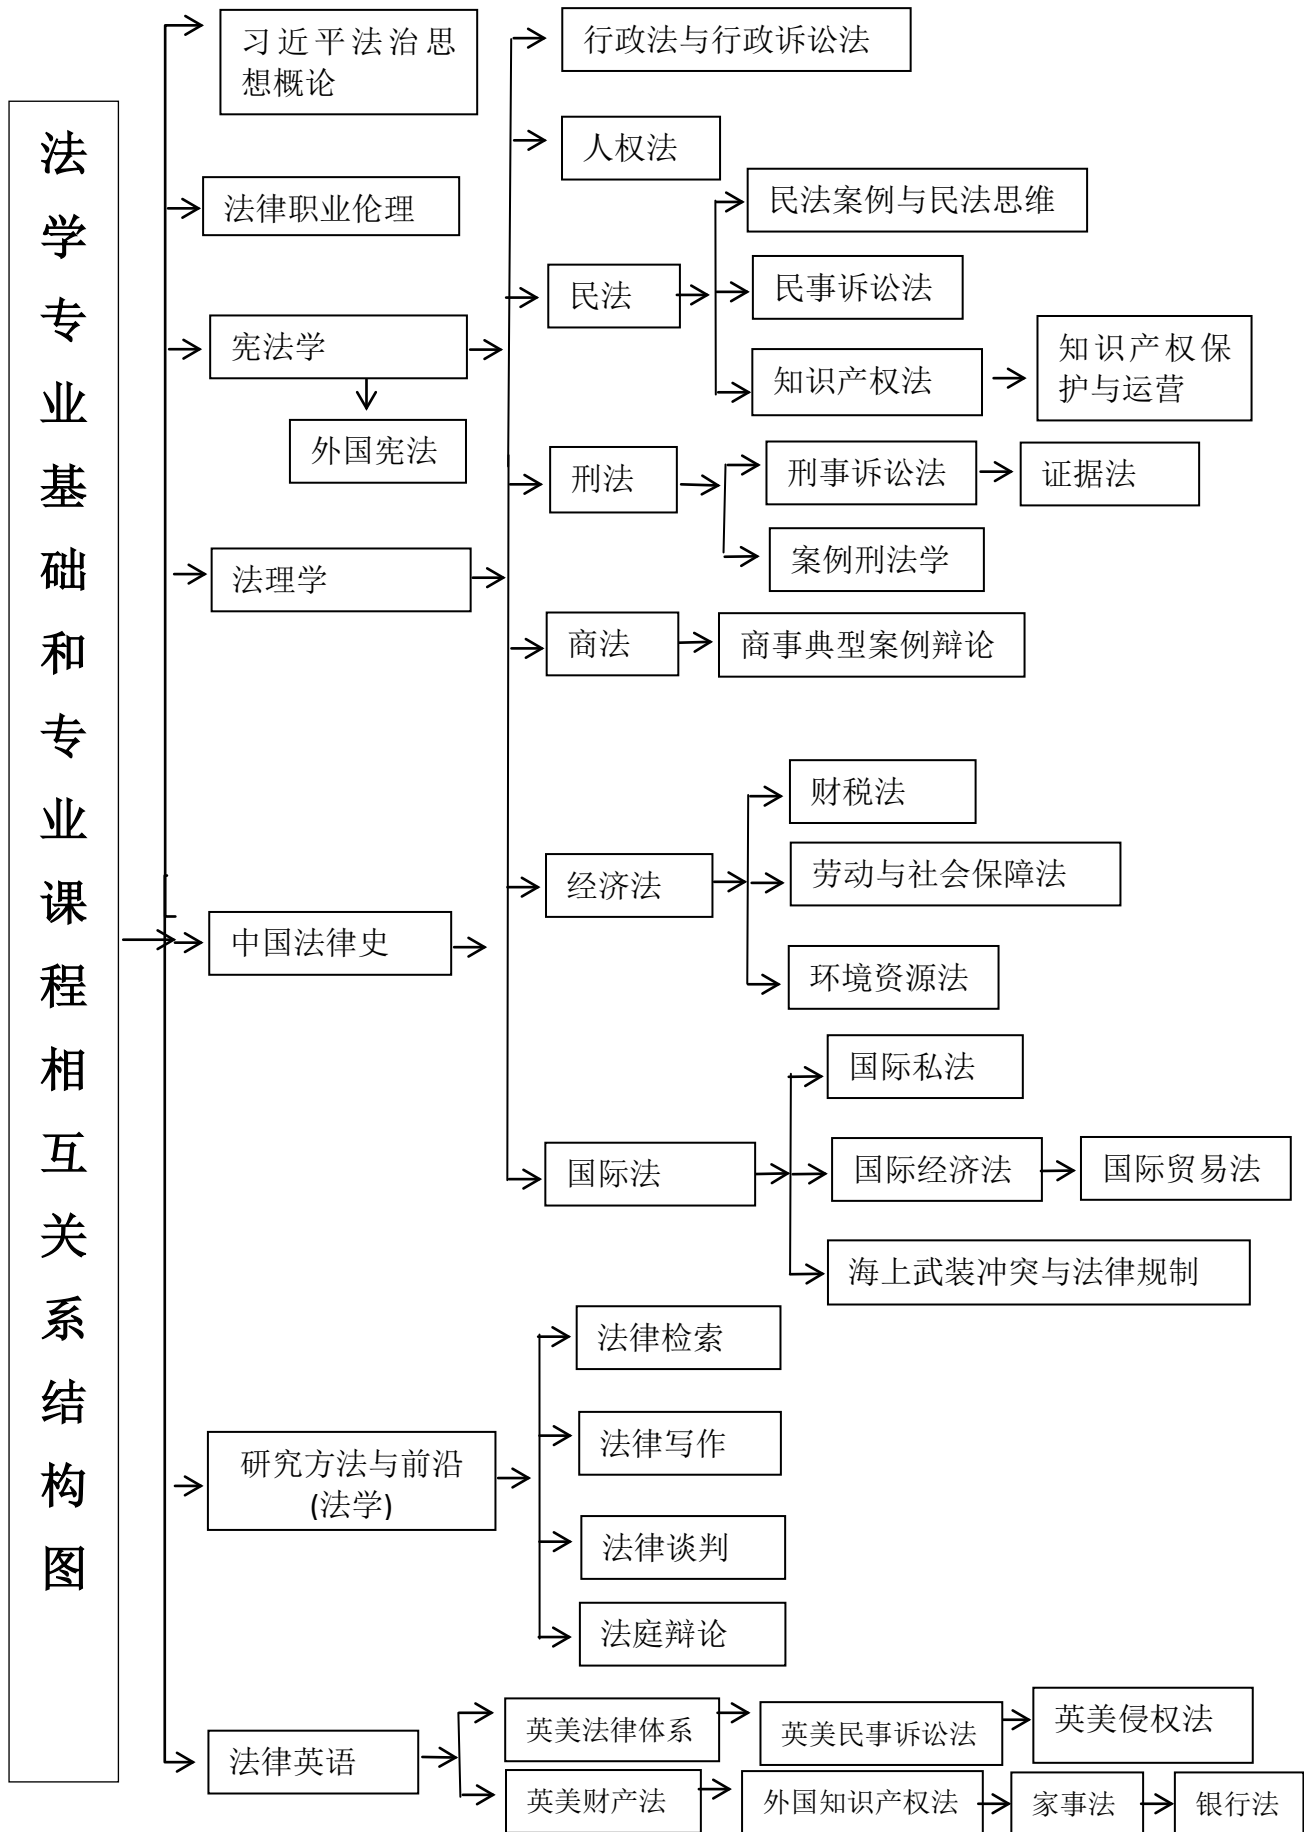 法学专业基础和专业课程相互关系结构图
习近平法治思
想概论
法律职业伦理
宪法学
外国宪法
法理学
中国法律史
研究方法与前沿
(法学)
法律英语
行政法与行政诉讼法
人权法
民法
民法案例与民法思维
民事诉讼法
知识产权法
知识产权保
护与运营
刑法
刑事诉讼法
证据法
案例刑法学
商法
商事典型案例辩论
经济法
财税法
劳动与社会保障法
环境资源法
国际法
国际私法
国际经济法
国际贸易法
海上武装冲突与法律规制
法律检索
法律写作
法律谈判
法庭辩论
英美法律体系
英美民事诉讼法
英美侵权法
英美财产法
外国知识产权法
家事法
银行法